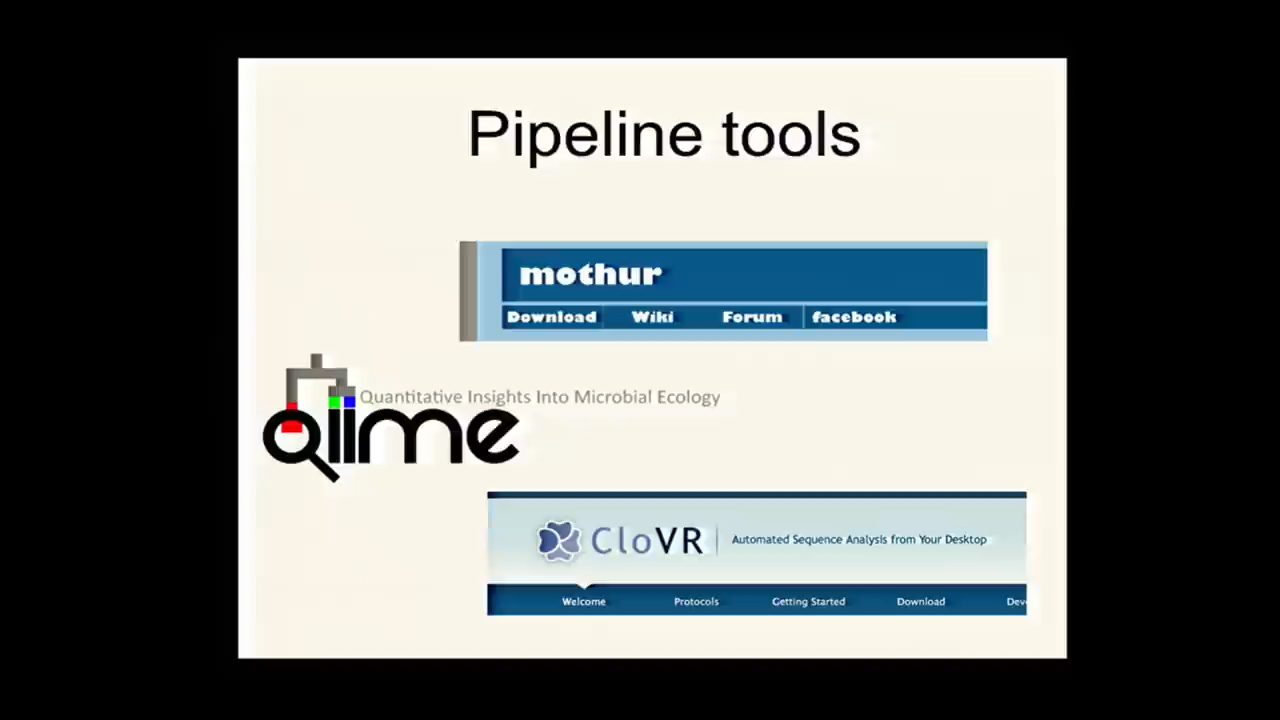 Pipeline tools
mothur
Download Wiki Forum facebook
Quantitative Insights Into Microbial Ecology
Qiime
CloVR Automated Sequence Analysis from Your Desktop
Welcome Protocols Getting Started Download Dev